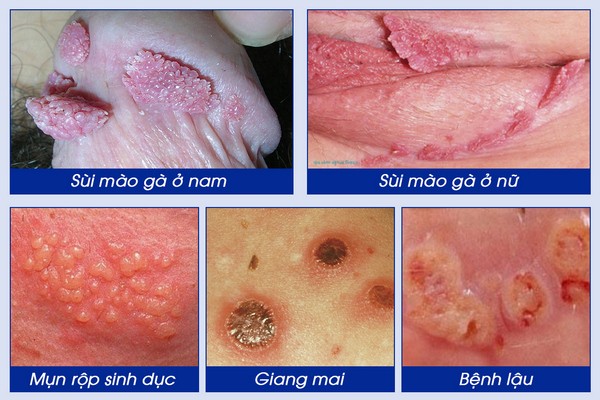 Sùi mào gà ở nam
Sùi mào gà ở nữ
Mụn rộp sinh dục
Giang mai
Bệnh lậu